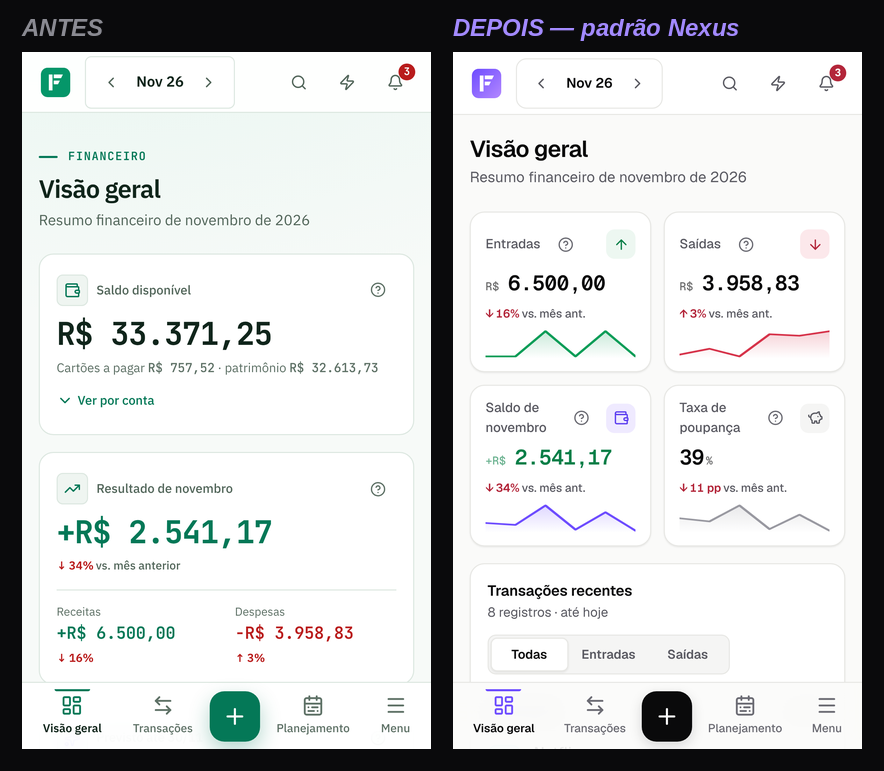 ANTES
F
Nov 26
3
FINANCEIRO
Visão geral
Resumo financeiro de novembro de 2026
Saldo disponível
R$ 33.371,25
Cartões a pagar R$ 757,52 · patrimônio R$ 32.613,73
Ver por conta
Resultado de novembro
+R$ 2.541,17
↓ 34% vs. mês anterior
Receitas Despesas
+R$ 6.500,00 -R$ 3.958,83
↓ 16% ↑ 3%
Visão geral Transações + Planejamento Menu
DEPOIS — padrão Nexus
F
Nov 26
3
Visão geral
Resumo financeiro de novembro de 2026
Entradas
R$ 6.500,00
↓ 16% vs. mês ant.
Saídas
R$ 3.958,83
↑ 3% vs. mês ant.
Saldo de
novembro
+R$ 2.541,17
↓ 34% vs. mês ant.
Taxa de
poupança
39%
↓ 11 pp vs. mês ant.
Transações recentes
8 registros · até hoje
Todas Entradas Saídas
Visão geral Transações + Planejamento Menu